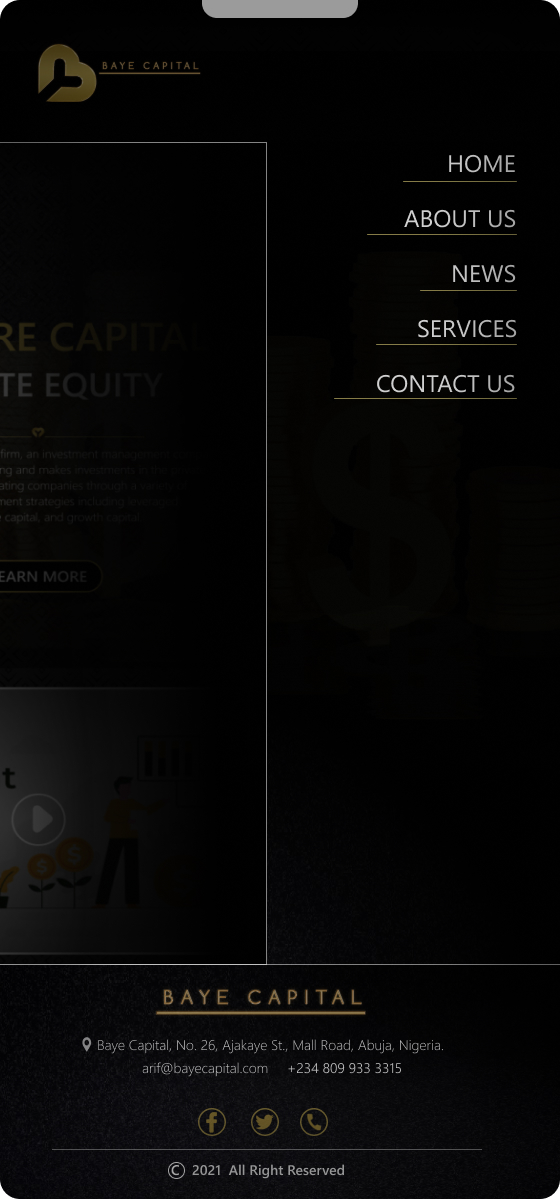 BAYE CAPITAL
HOME
ABOUT US
NEWS
SERVICES
CONTACT US
RE CAPITA
TE EQUITY
firm, an investment management
ng and makes investments in the
ating companies through a
ment strategies including leveraged
capital, and growth capital.
EARN MORE
t
BAYE CAPITAL
Baye Capital, No. 26, Ajakaye St., Mall Road, Abuja, Nigeria.
arif@bayecapital.com +234 809 933 3315
© 2021 All Right Reserved